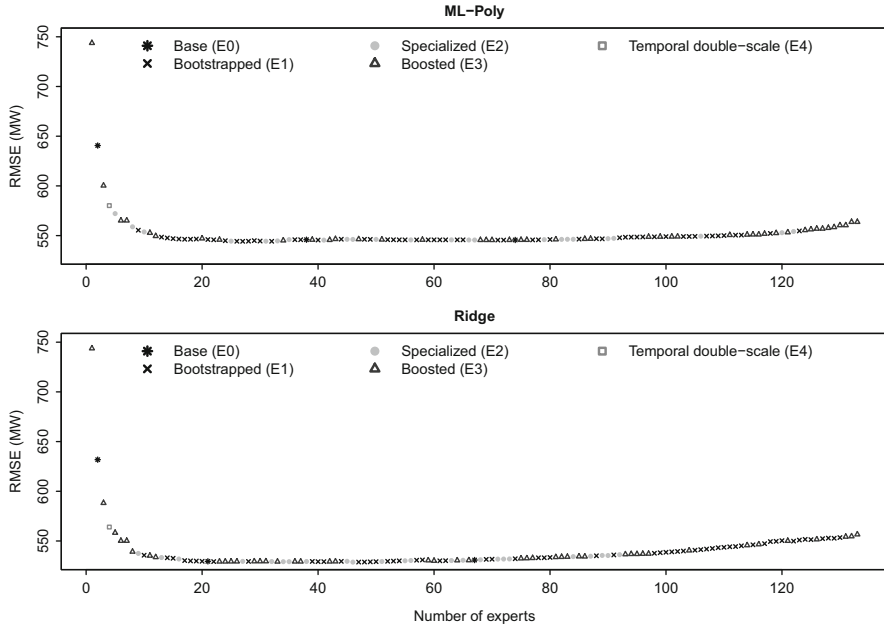 ML−Poly
RMSE (MW)
750
700
650
600
550
Base (E0)
Bootstrapped (E1)
Specialized (E2)
Boosted (E3)
Temporal double−scale (E4)
0 20 40 60 80 100 120
Ridge
RMSE (MW)
750
700
650
600
550
Base (E0)
Bootstrapped (E1)
Specialized (E2)
Boosted (E3)
Temporal double−scale (E4)
0 20 40 60 80 100 120
Number of experts